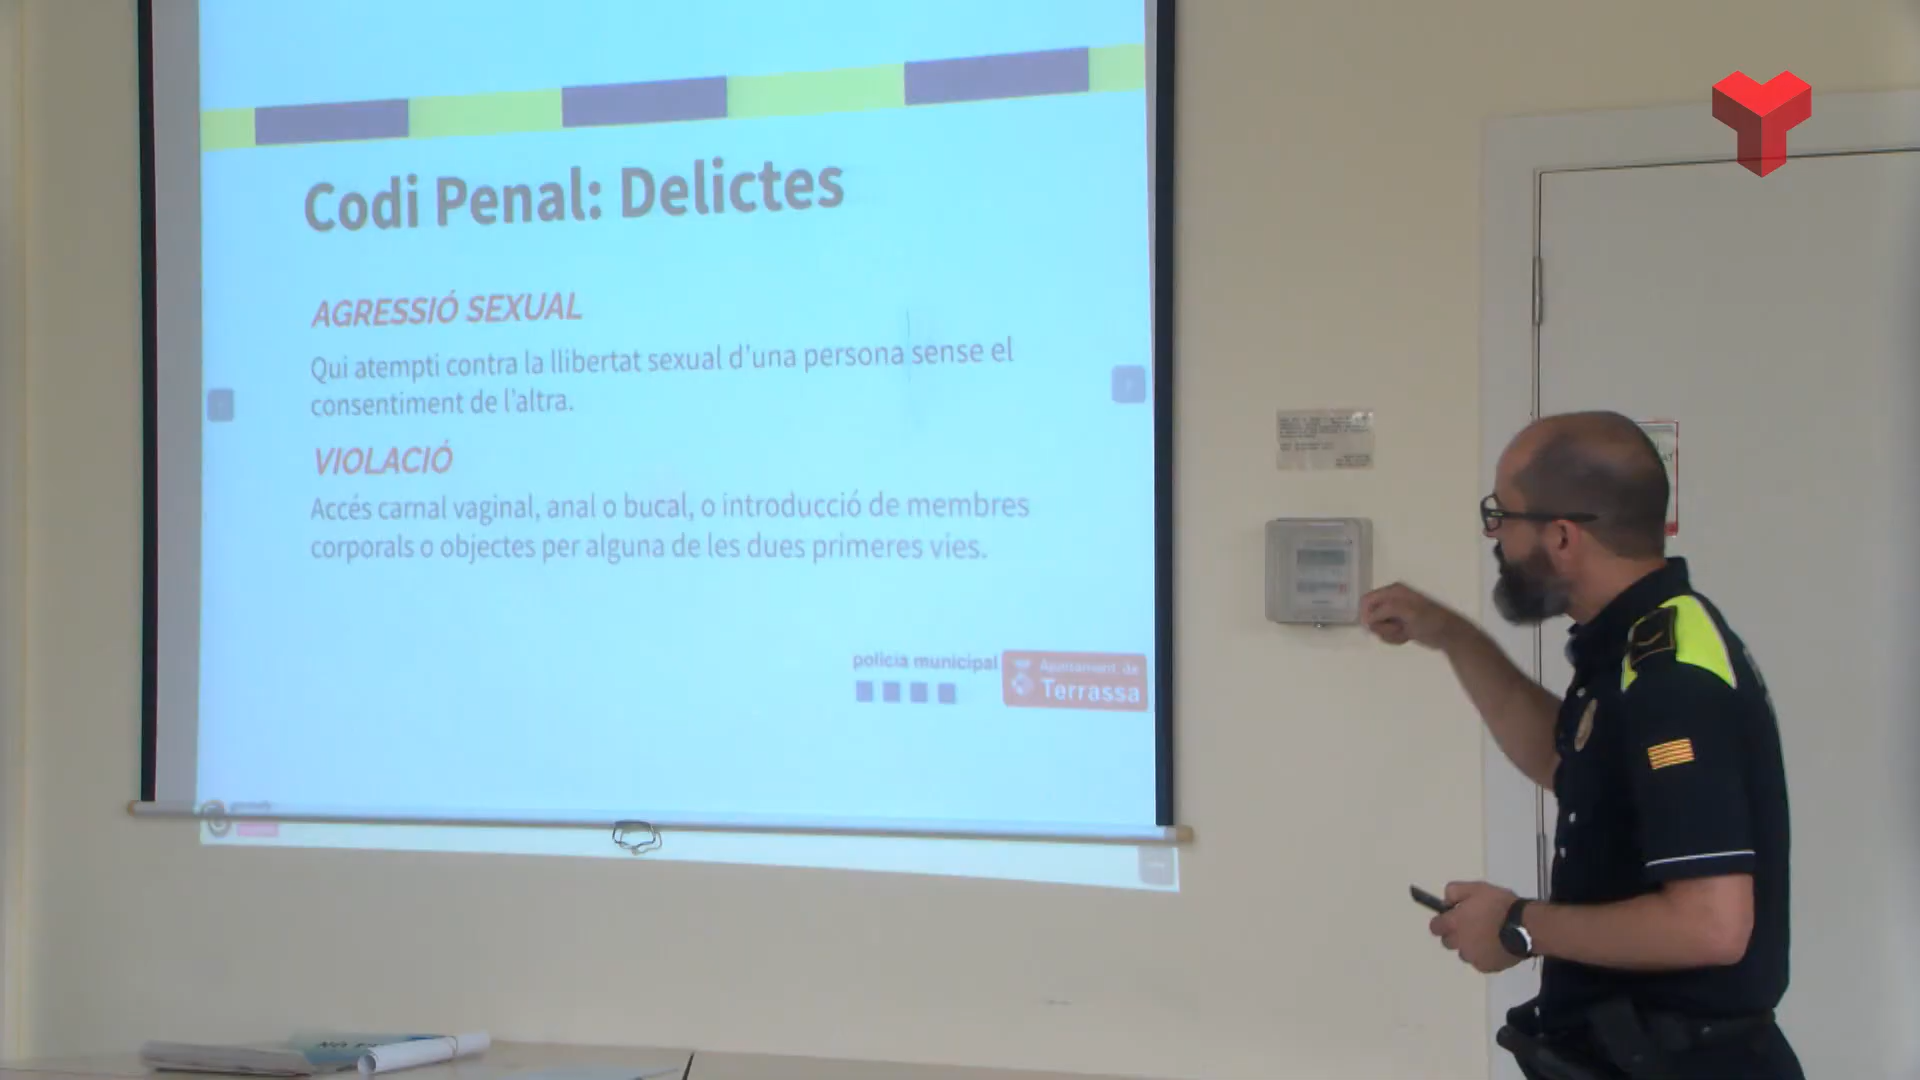 Codi Penal: Delictes
AGRESSIÓ SEXUAL
Qui atempti contra la llibertat sexual d'una persona sense el
consentiment de l'altra.
VIOLACIÓ
Accés carnal vaginal, anal o bucal, o introducció de membres
corporals o objectes per alguna de les dues primeres vies.
policia municipal
Ajuntament de
Terrassa